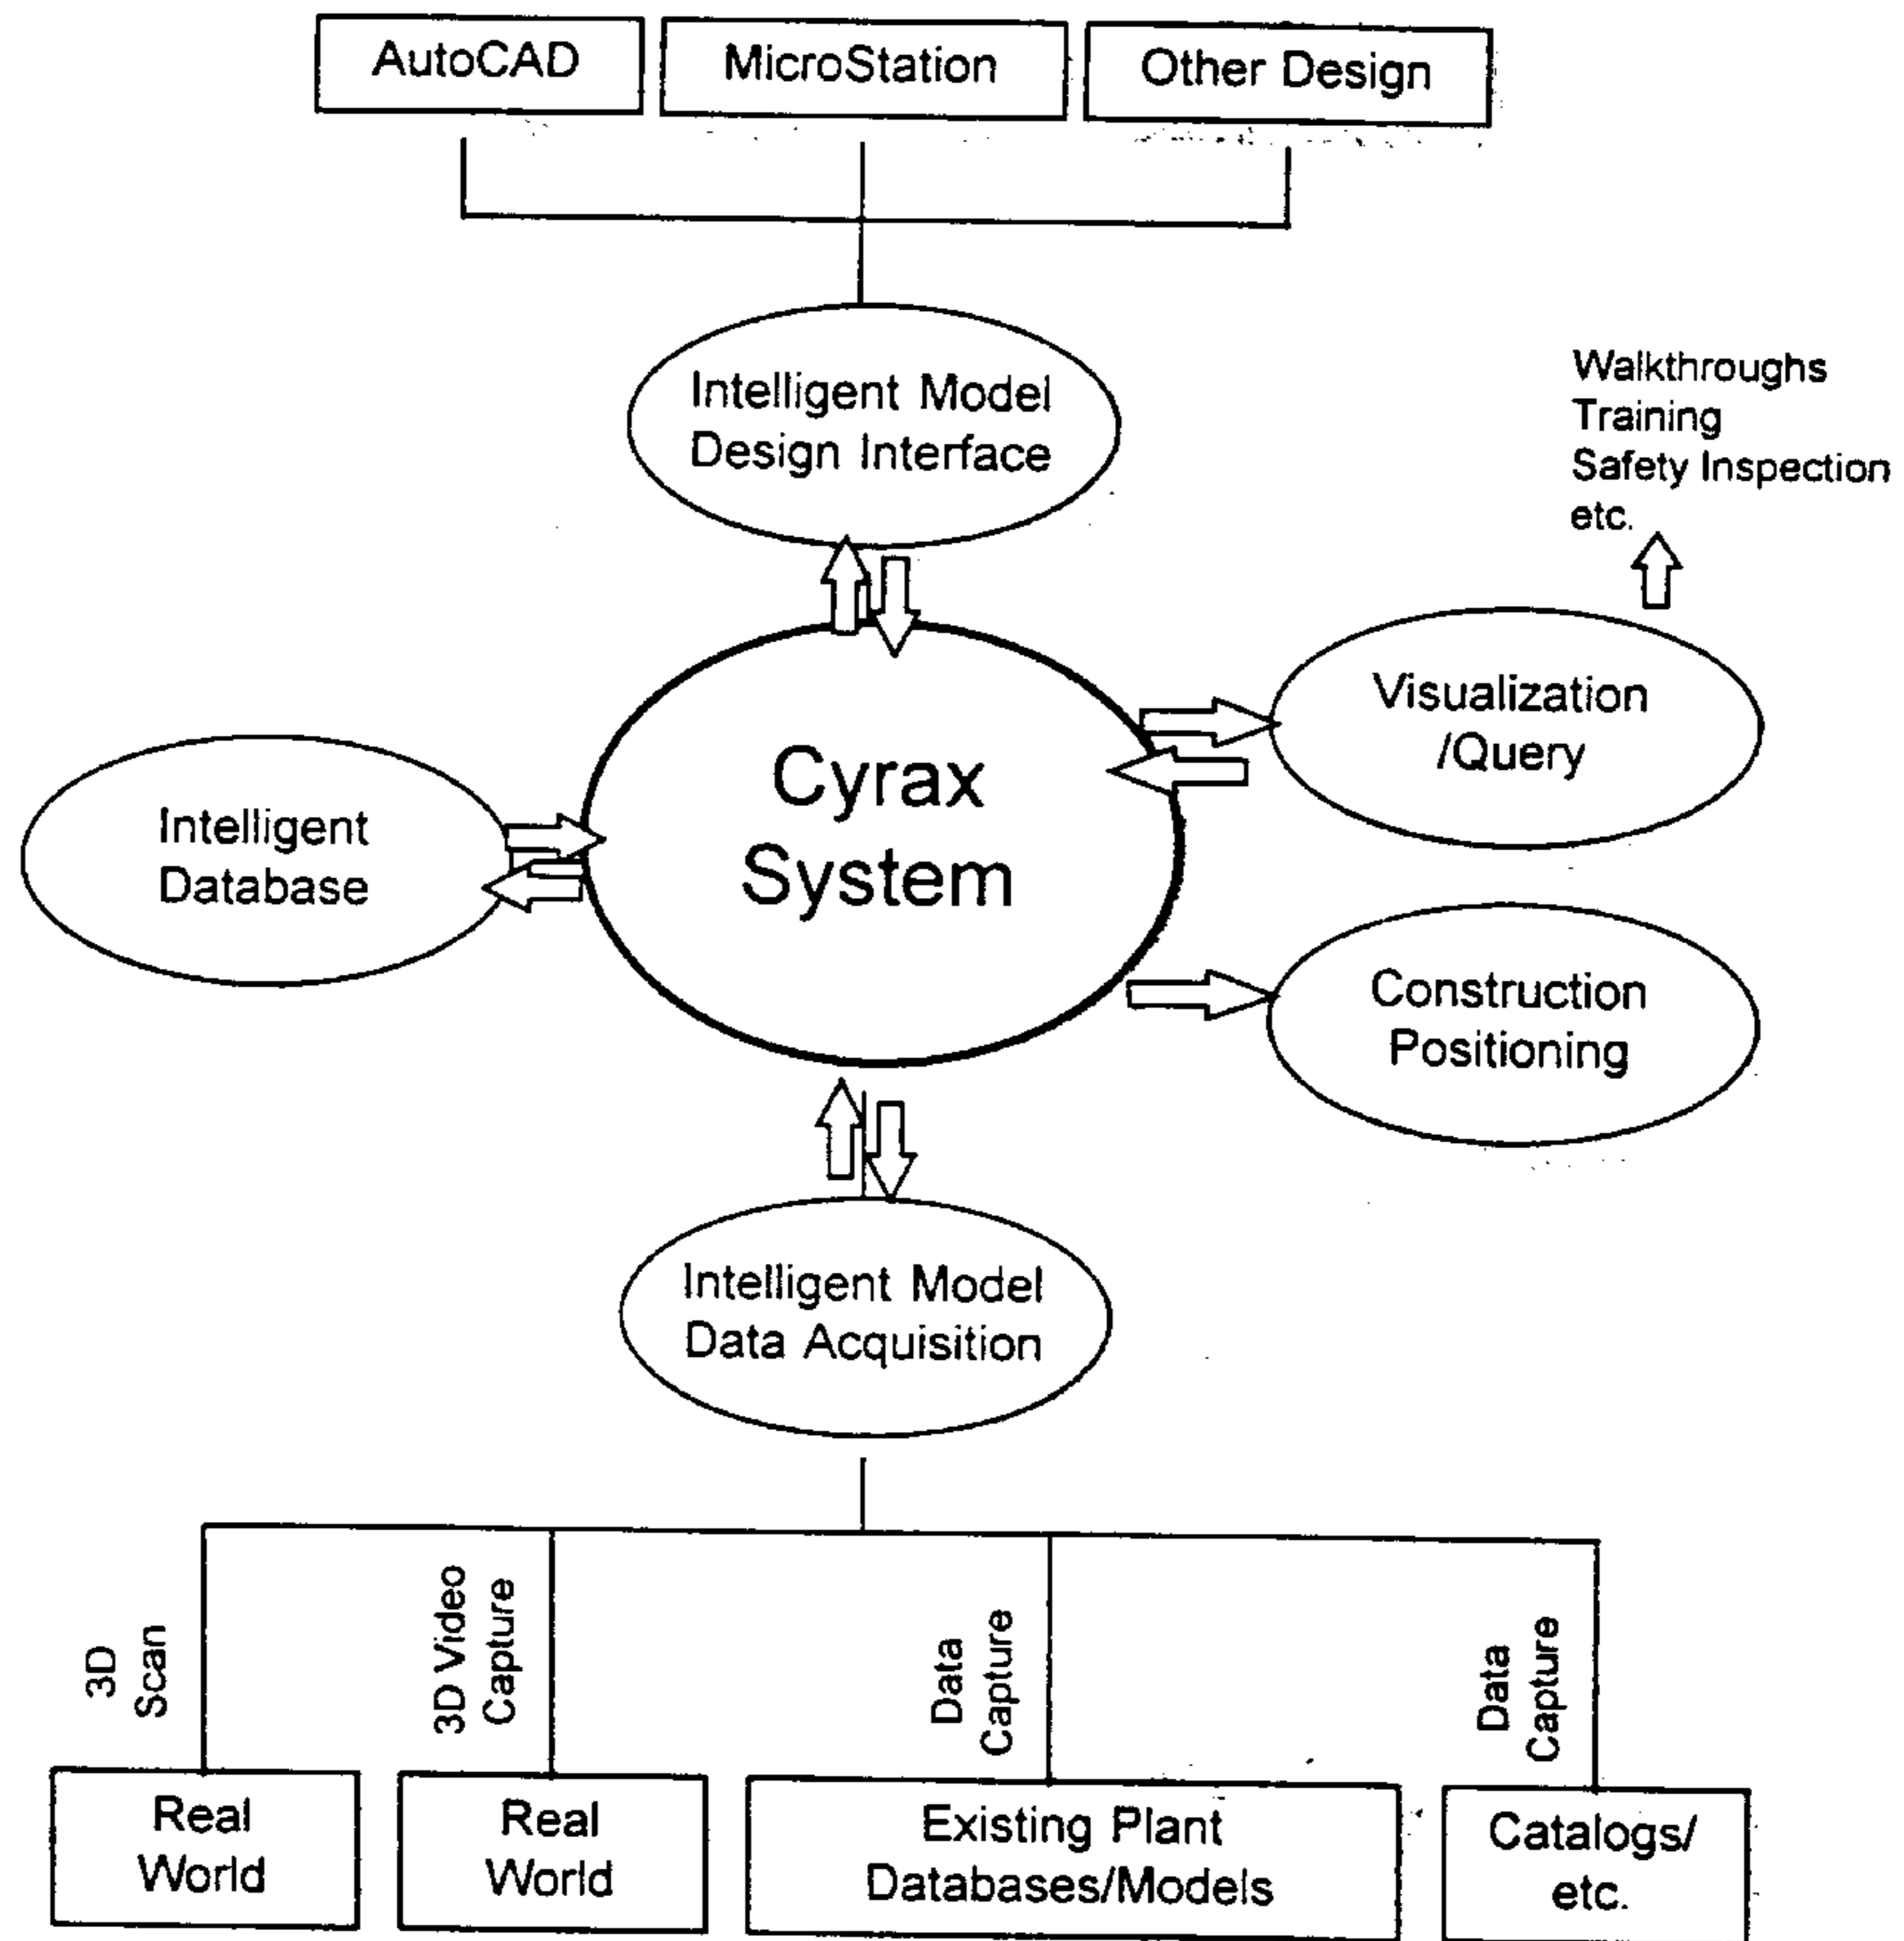 AutoCAD
MicroStation
Other Design
Intelligent Model
Design Interface
Walkthroughs
Training
Safety Inspection
etc.
Visualization
/Query
Cyrax
System
Intelligent
Database
Construction
Positioning
Intelligent Model
Data Acquisition
3D
Scan
3D Video
Capture
Data
Capture
Data
Capture
Real
World
Real
World
Existing Plant
Databases/Models
Catalogs/
etc.